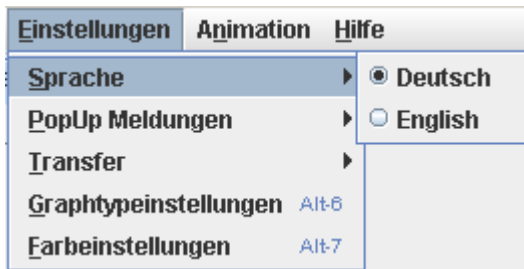 Einstellungen Animation Hilfe
Sprache Deutsch
PopUp Meldungen English
Transfer
Graphtypeinstellungen Alt-6
Farbeinstellungen Alt-7